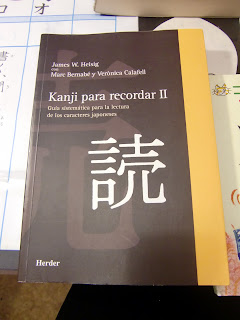 James W. Heisig
con
Marc Bernabé y Verònica Calafell
Kanji para recordar II
Guía sistemática para la lectura
de los caracteres japoneses
読
Herder
オ